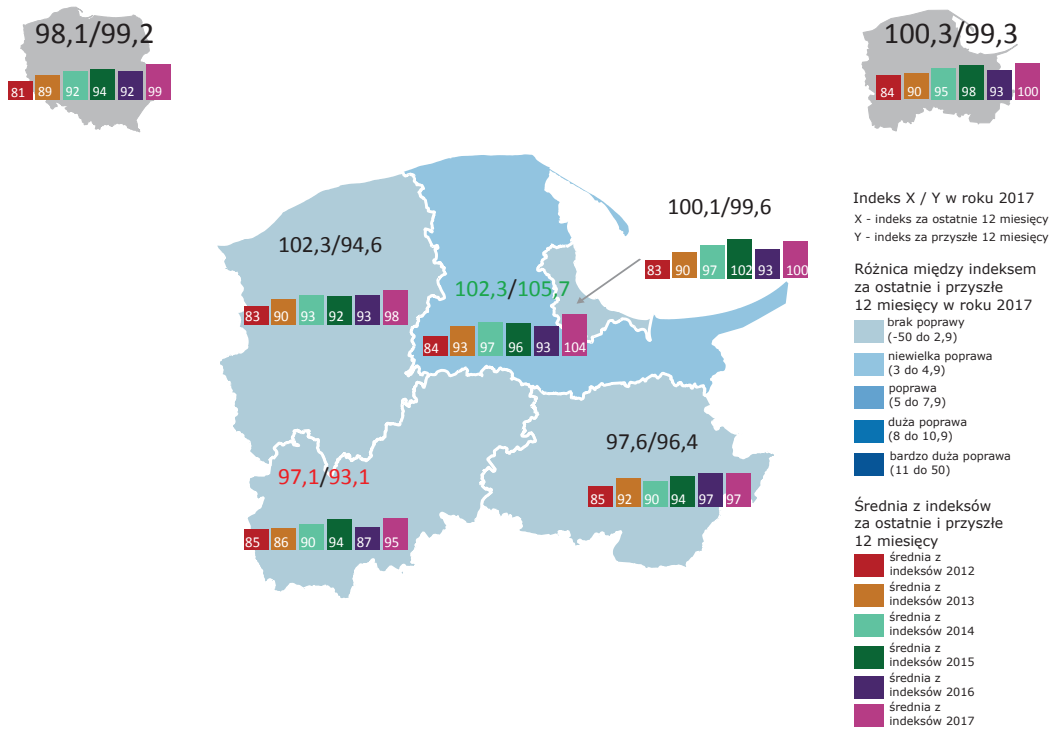 98,1/99,2
81 89 92 94 92 99
100,3/99,3
84 90 95 98 93 100
102,3/94,6
83 90 93 92 93 98
102,3/105,7
84 93 97 96 93 104
100,1/99,6
83 90 97 102 93 100
97,1/93,1
85 86 90 94 87 95
97,6/96,4
85 92 90 94 97 97
Indeks X / Y w roku 2017
X - indeks za ostatnie 12 miesięcy
Y - indeks za przyszłe 12 miesięcy
Różnica między indeksem
za ostatnie i przyszłe
12 miesięcy w roku 2017
brak poprawy
(-50 do 2,9)
niewielka poprawa
(3 do 4,9)
poprawa
(5 do 7,9)
duża poprawa
(8 do 10,9)
bardzo duża poprawa
(11 do 50)
Średnia z indeksów
za ostatnie i przyszłe
12 miesięcy
średnia z
indeksów 2012
średnia z
indeksów 2013
średnia z
indeksów 2014
średnia z
indeksów 2015
średnia z
indeksów 2016
średnia z
indeksów 2017